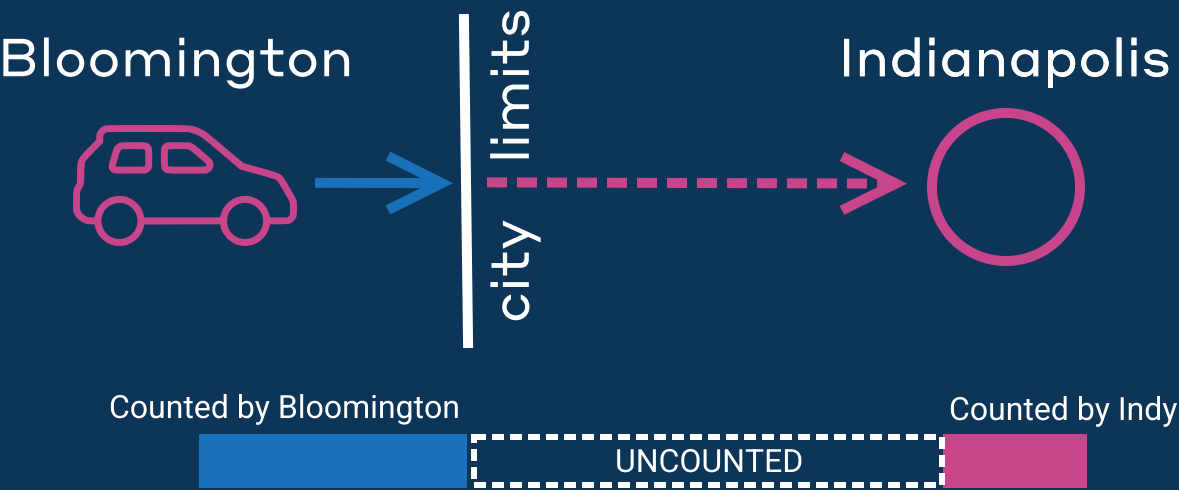 Bloomington
city limits
Indianapolis
Counted by Bloomington
Counted by Indy
UNCOUNTED